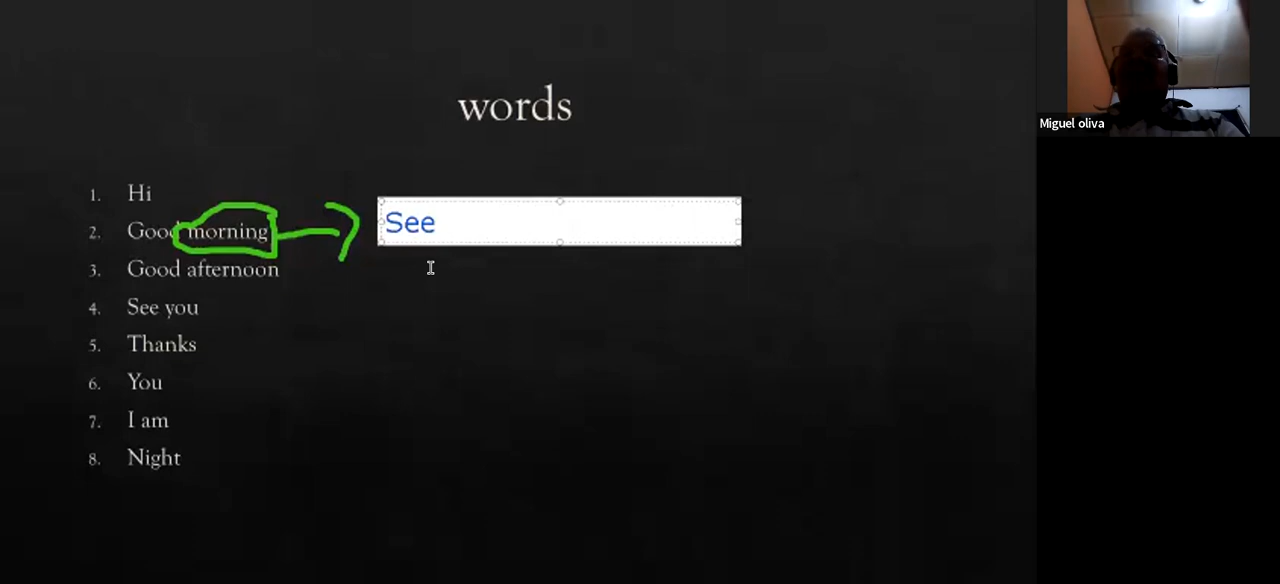 words
1. Hi
2. Good morning
3. Good afternoon
4. See you
5. Thanks
6. You
7. I am
8. Night
See
Miguel oliva